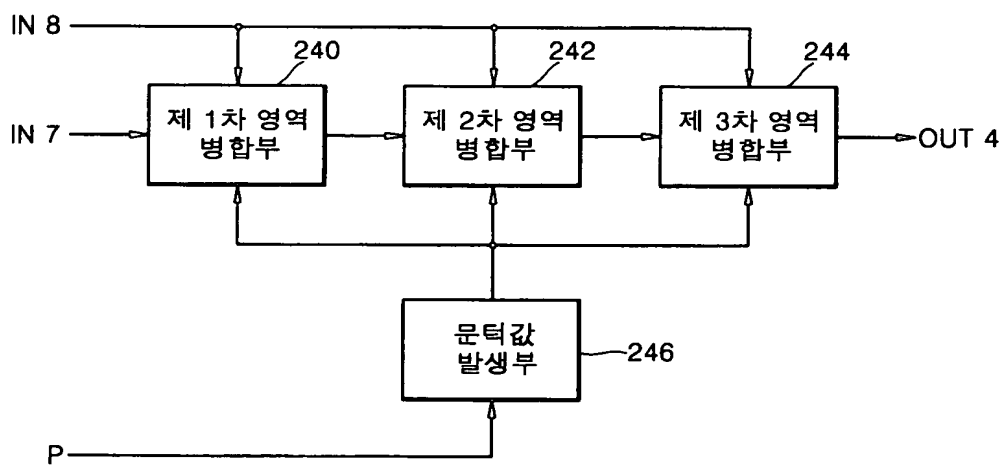 IN 8
240
242
244
IN 7
제 1차 영역
병합부
제 2차 영역
병합부
제 3차 영역
병합부
OUT 4
문턱값
발생부
246
P